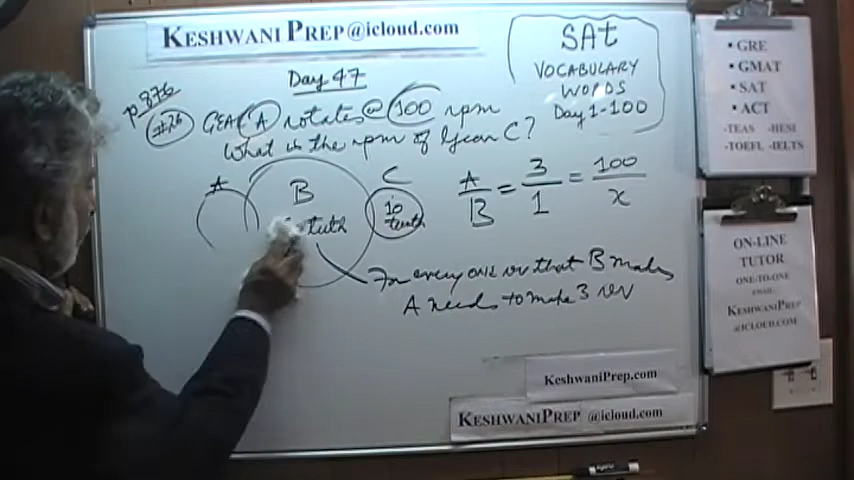 KESHWANIPREP@iCLOUD.COM
SAt
VOCABULARY
WORDS
Day 1-100
• GRE
• GMAT
• SAT
• ACT
-TEAS -HESI
-TOEFL -IELTS
Day 47
p 876
#26 GEAR A rotates @ 100 rpm
What is the rpm of Gear C?
A
B
teeth
C
10
teeth
A/B = 3/1 = 100/x
For every one rev that B makes
A needs to make 3 rev
ON-LINE
TUTOR
ONE-TO-ONE
KESHWANIPREP
@iCLOUD.COM
KeshwaniPrep.com
KESHWANIPREP @icloud.com